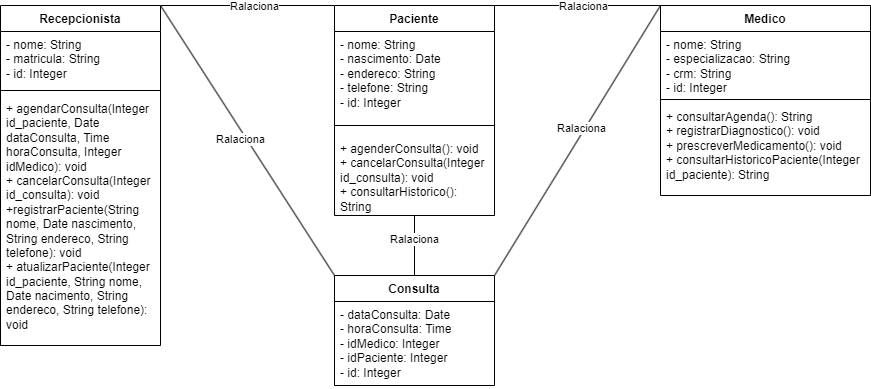 Ralaciona
Ralaciona
Recepcionista
- nome: String
- matricula: String
- id: Integer
+ agendarConsulta(Integer
id_paciente, Date
dataConsulta, Time
horaConsulta, Integer
idMedico): void
+ cancelarConsulta(Integer
id_consulta): void
+registrarPaciente(String
nome, Date nascimento,
String endereco, String
telefone): void
+ atualizarPaciente(Integer
id_paciente, String nome,
Date nacimento, String
endereco, String telefone):
void
Paciente
- nome: String
- nascimento: Date
- endereco: String
- telefone: String
- id: Integer
+ agenderConsulta(): void
+ cancelarConsulta(Integer
id_consulta): void
+ consultarHistorico():
String
Medico
- nome: String
- especializacao: String
- crm: String
- id: Integer
+ consultarAgenda(): String
+ registrarDiagnostico(): void
+ prescreverMedicamento(): void
+ consultarHistoricoPaciente(Integer
id_paciente): String
Ralaciona
Ralaciona
Ralaciona
Consulta
- dataConsulta: Date
- horaConsulta: Time
- idMedico: Integer
- idPaciente: Integer
- id: Integer